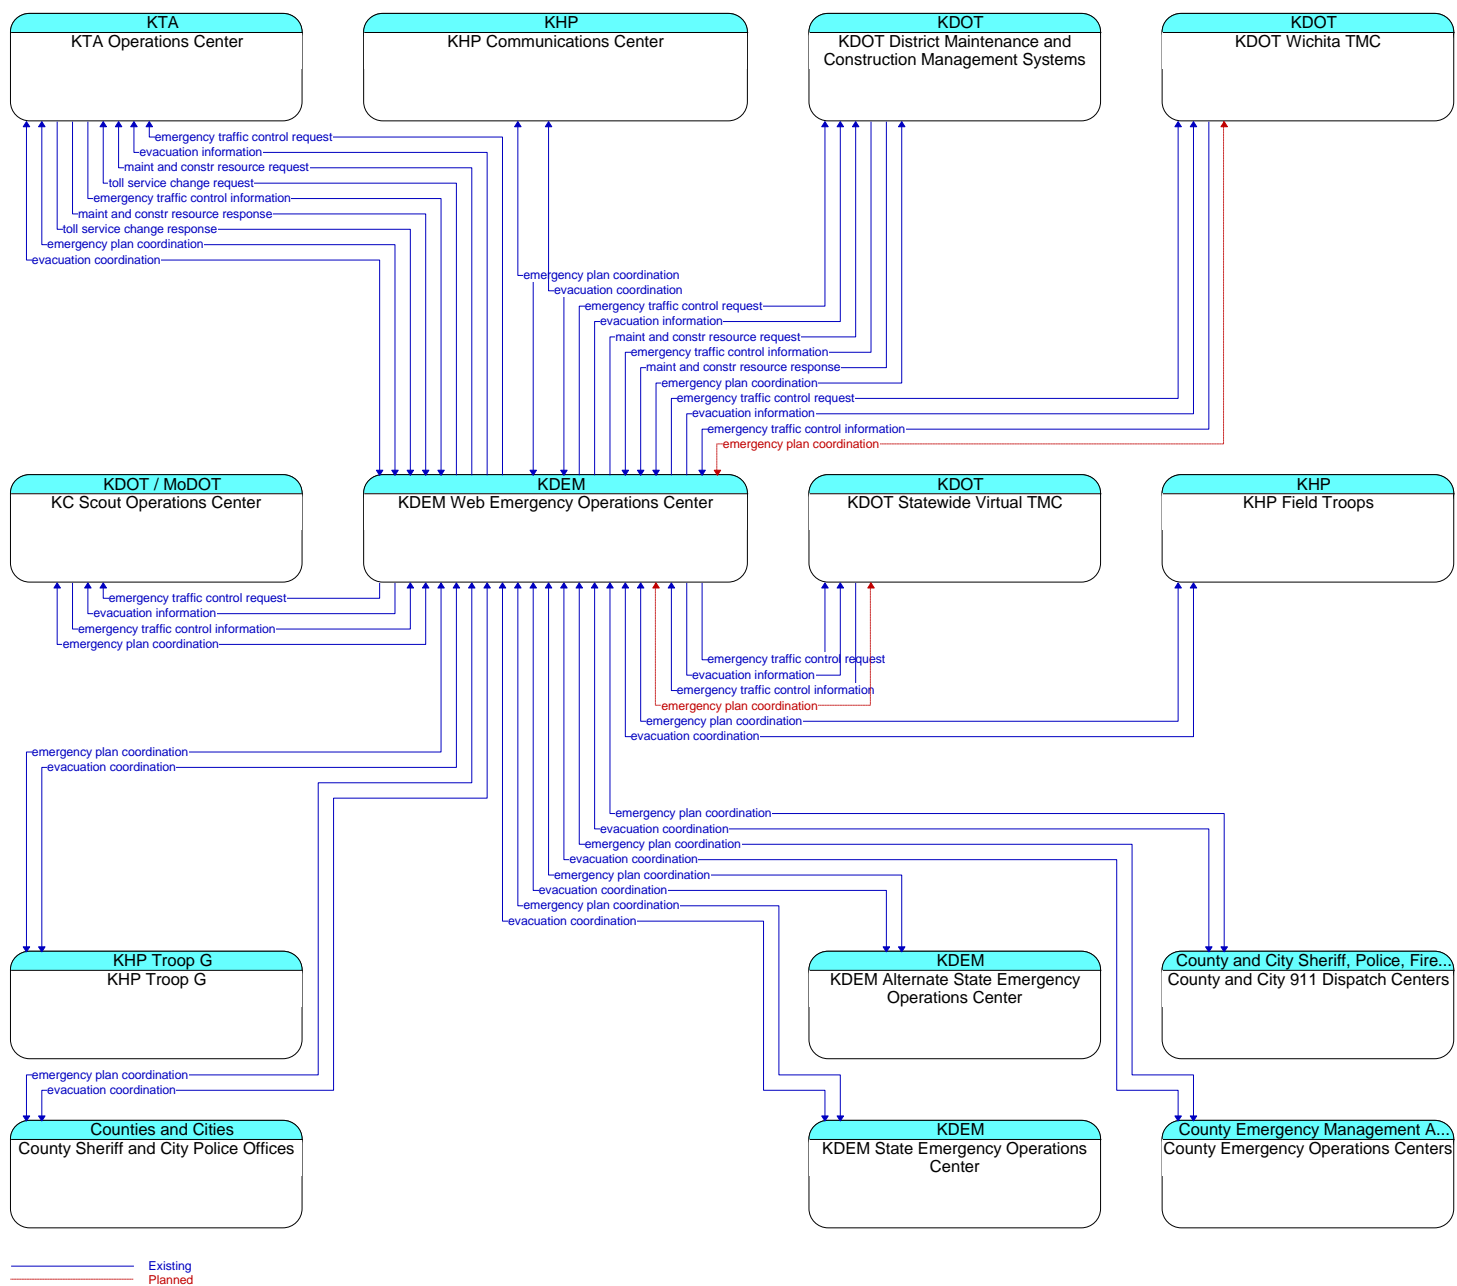 KTA
KTA Operations Center
KHP
KHP Communications Center
KDOT
KDOT District Maintenance and
Construction Management Systems
KDOT
KDOT Wichita TMC
emergency traffic control request
evacuation information
maint and constr resource request
toll service change request
emergency traffic control information
maint and constr resource response
toll service change response
emergency plan coordination
evacuation coordination
emergency plan coordination
evacuation coordination
emergency traffic control request
evacuation information
maint and constr resource request
emergency traffic control information
maint and constr resource response
emergency plan coordination
emergency traffic control request
evacuation information
emergency traffic control information
emergency plan coordination
KDOT / MoDOT
KC Scout Operations Center
KDEM
KDEM Web Emergency Operations Center
KDOT
KDOT Statewide Virtual TMC
KHP
KHP Field Troops
emergency traffic control request
evacuation information
emergency traffic control information
emergency plan coordination
emergency traffic control request
evacuation information
emergency traffic control information
emergency plan coordination
emergency plan coordination
evacuation coordination
emergency plan coordination
evacuation coordination
emergency plan coordination
evacuation coordination
emergency plan coordination
evacuation coordination
emergency plan coordination
evacuation coordination
emergency plan coordination
evacuation coordination
KHP Troop G
KHP Troop G
KDEM
KDEM Alternate State Emergency
Operations Center
County and City Sheriff, Police, Fire...
County and City 911 Dispatch Centers
emergency plan coordination
evacuation coordination
Counties and Cities
County Sheriff and City Police Offices
KDEM
KDEM State Emergency Operations
Center
County Emergency Management A...
County Emergency Operations Centers
Existing
Planned